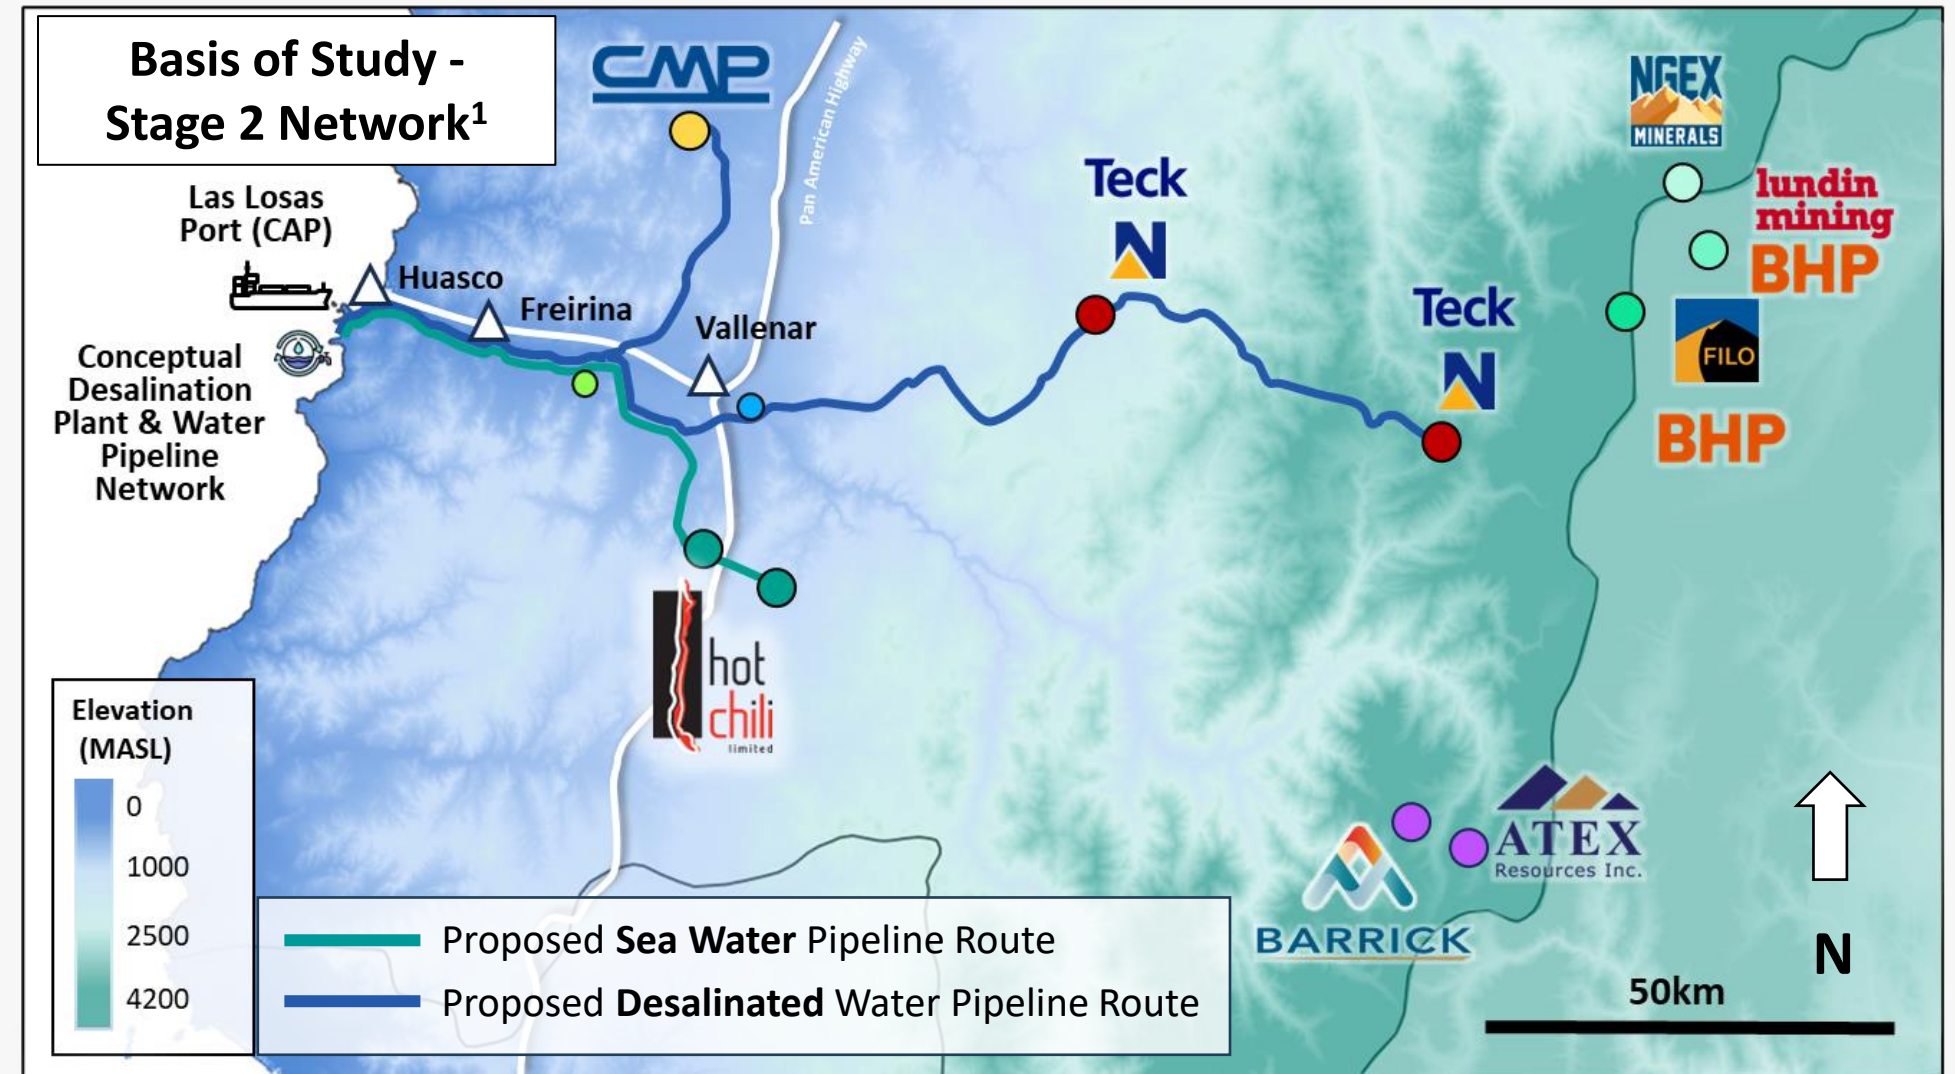 Basis of Study -
Stage 2 Network¹
CMP
Pan American Highway
NGEX
MINERALS
Las Losas
Port (CAP)
Teck
N
lundin
mining
BHP
Huasco
Freirina
Vallenar
Teck
N
FILO
BHP
Conceptual
Desalination
Plant & Water
Pipeline
Network
hot
chili
limited
Elevation
(MASL)
0
1000
2500
4200
ATEX
Resources Inc.
BARRICK
N
50km
Proposed Sea Water Pipeline Route
Proposed Desalinated Water Pipeline Route